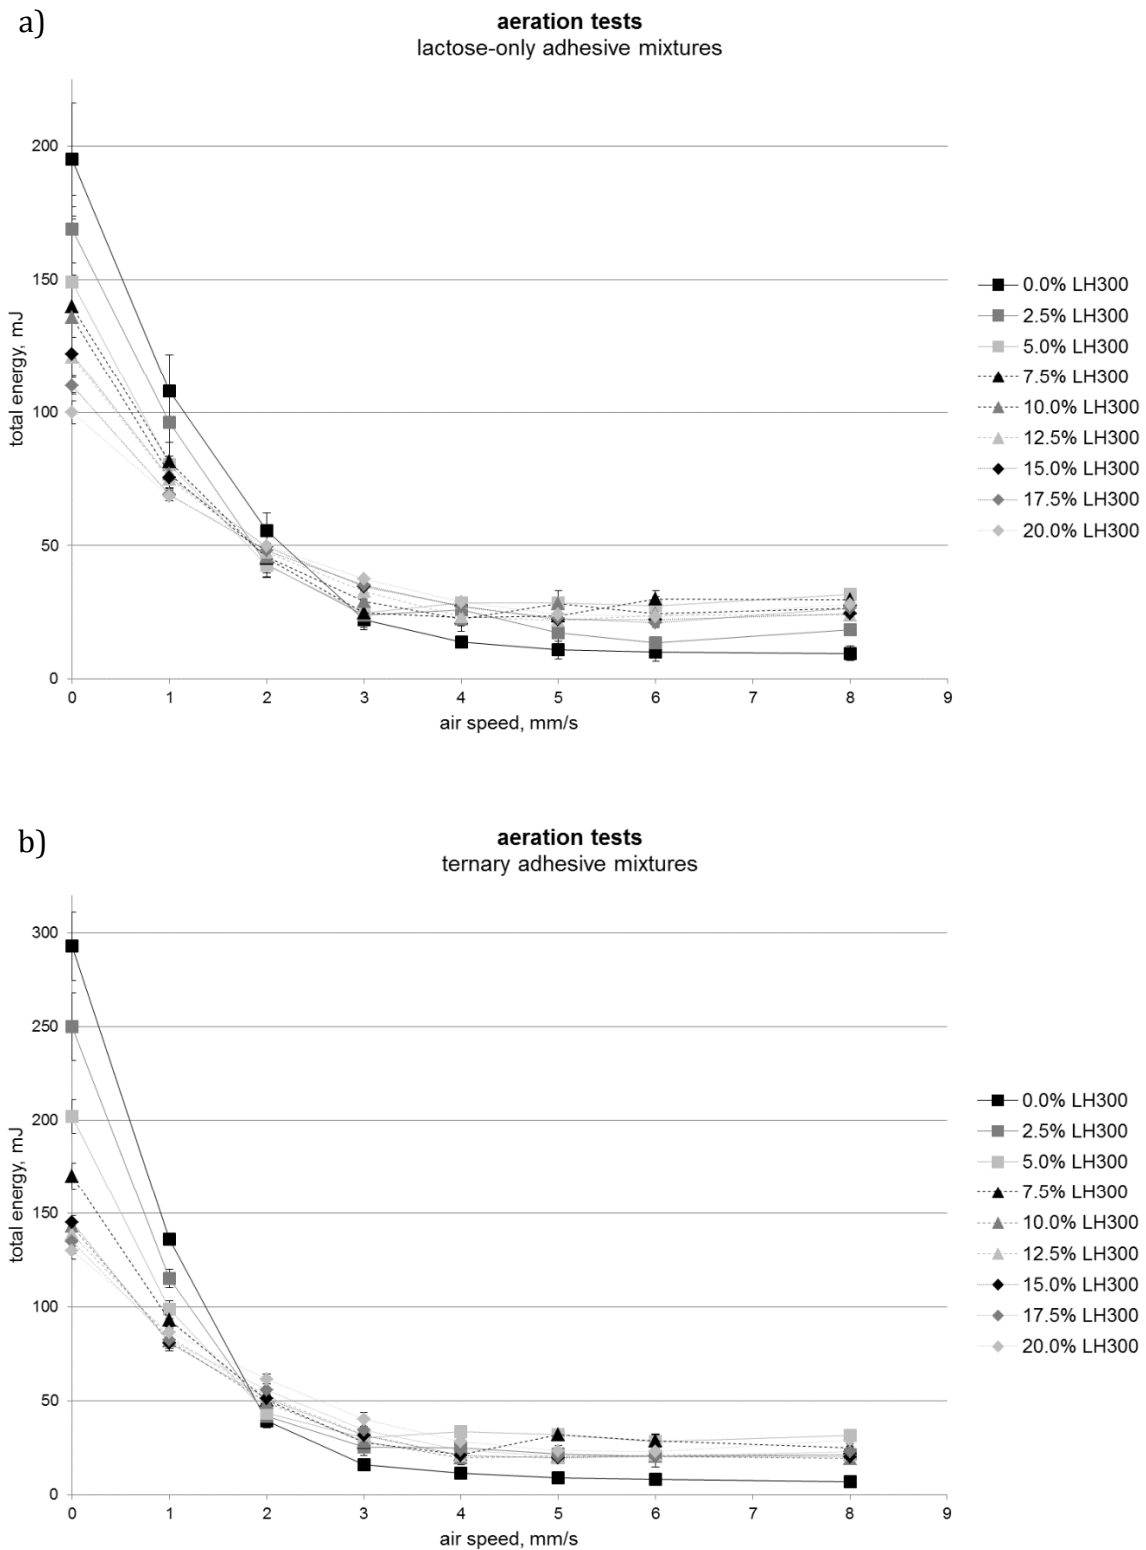 a)
aeration tests
lactose-only adhesive mixtures
200
150
100
50
0
total energy, mJ
0 1 2 3 4 5 6 7 8 9
air speed, mm/s
0.0% LH300
2.5% LH300
5.0% LH300
7.5% LH300
10.0% LH300
12.5% LH300
15.0% LH300
17.5% LH300
20.0% LH300
b)
aeration tests
ternary adhesive mixtures
300
250
200
150
100
50
0
total energy, mJ
0 1 2 3 4 5 6 7 8 9
air speed, mm/s
0.0% LH300
2.5% LH300
5.0% LH300
7.5% LH300
10.0% LH300
12.5% LH300
15.0% LH300
17.5% LH300
20.0% LH300